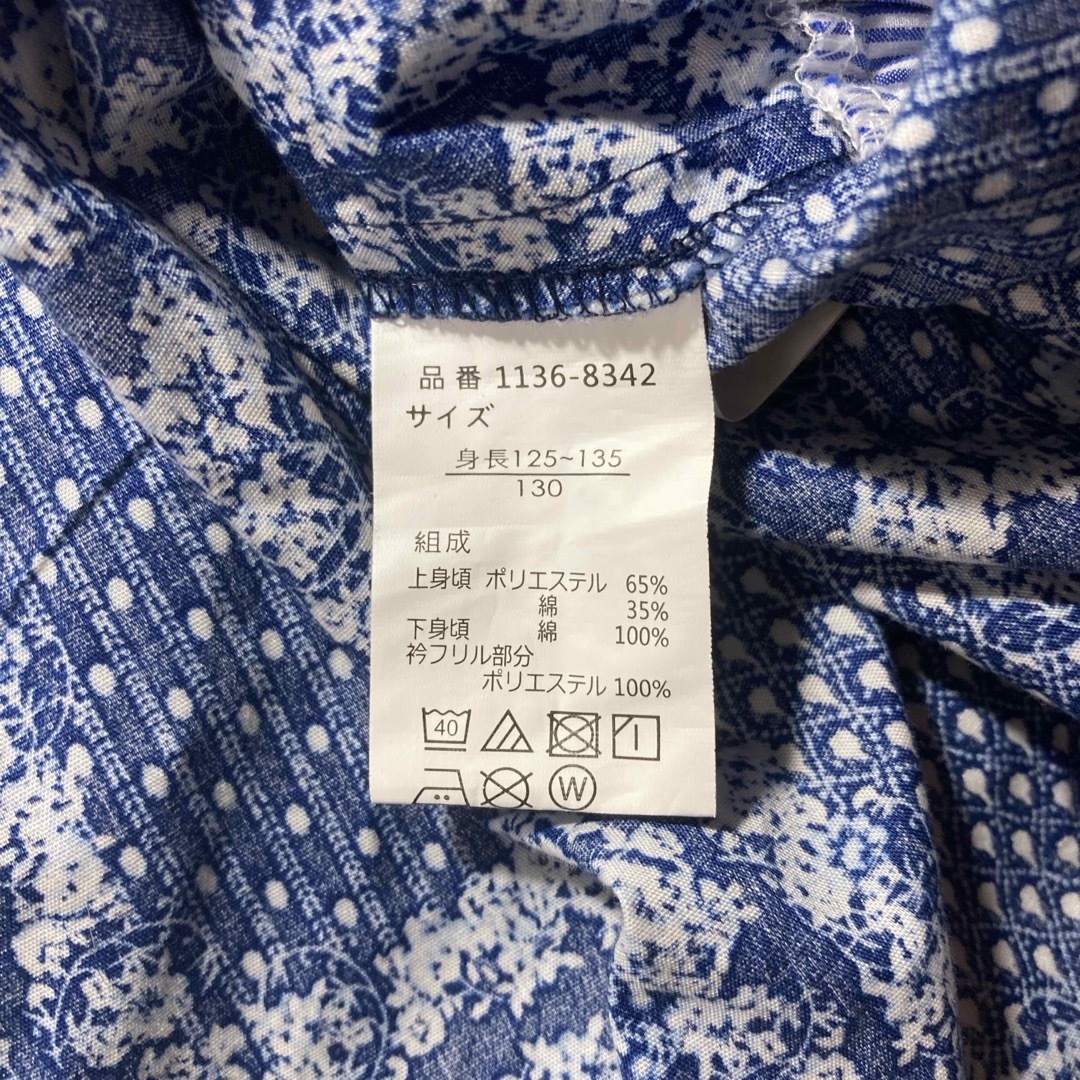 品番 1136-8342
サイズ
身長125~135
130
組成
上身頃 ポリエステル 65%
綿 35%
下身頃 綿 100%
衿フリル部分
ポリエステル 100%
40
W